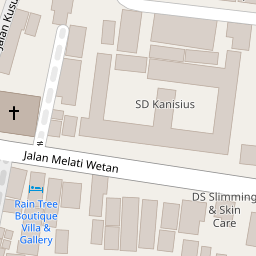 Jalan Kusu
SD Kanisius
Jalan Melati Wetan
Rain Tree
Boutique
Villa &
Gallery
DS Slimming
& Skin
Care